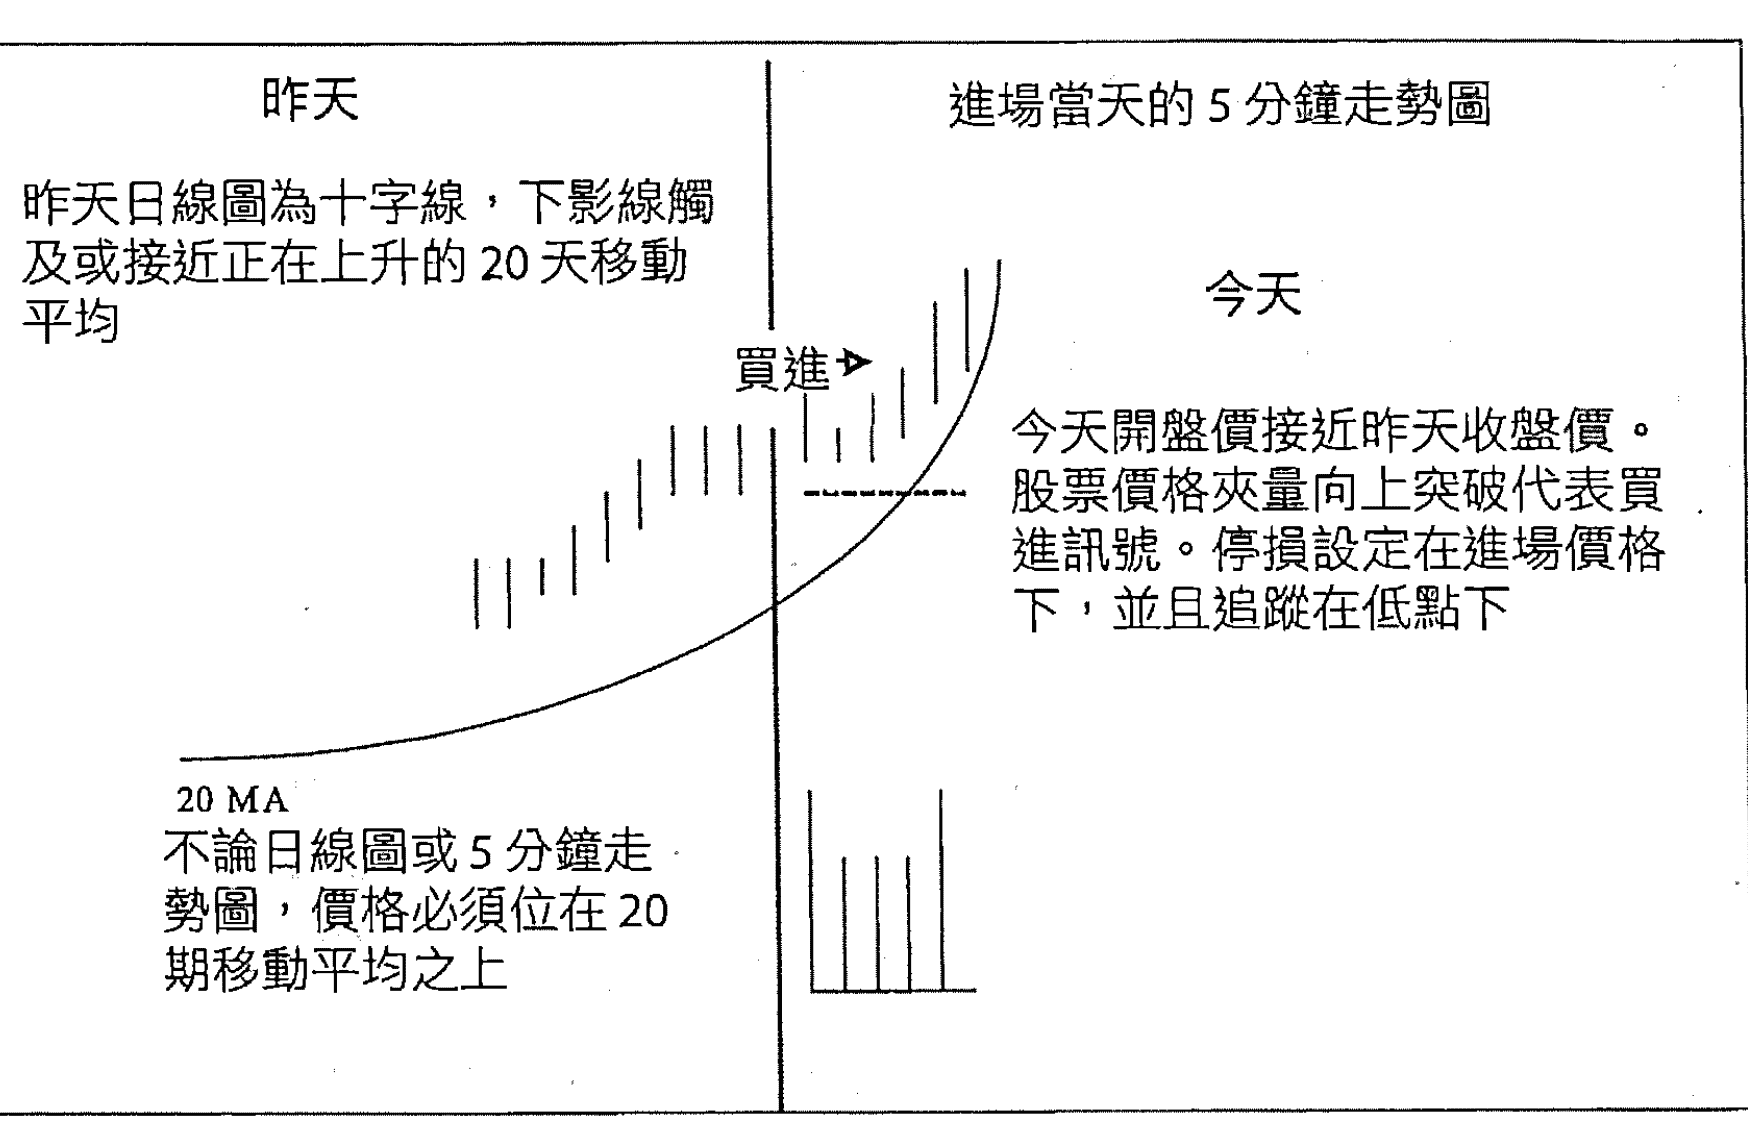 昨天
昨天日線圖為十字線，下影線觸
及或接近正在上升的 20 天移動
平均
20 MA
不論日線圖或 5 分鐘走
勢圖，價格必須位在 20
期移動平均之上
進場當天的 5 分鐘走勢圖
買進
今天
今天開盤價接近昨天收盤價。
股票價格夾量向上突破代表買
進訊號。停損設定在進場價格
下，並且追蹤在低點下